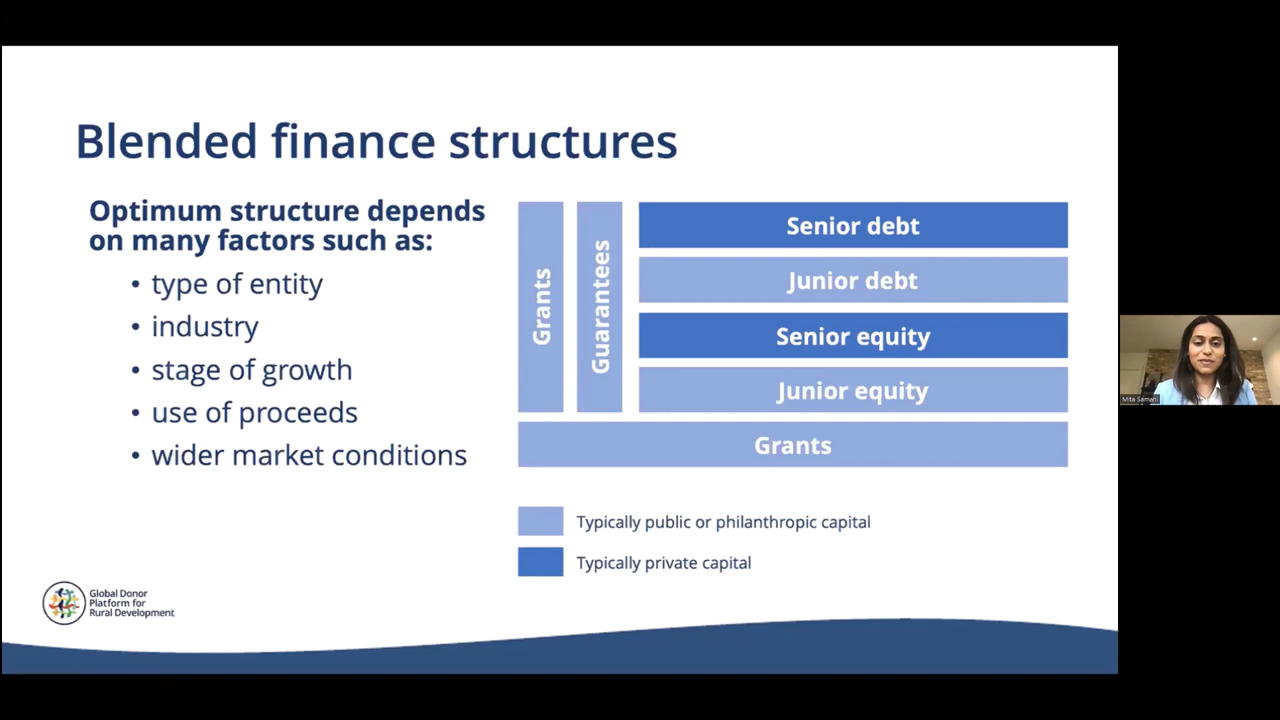 Blended finance structures
Optimum structure depends
on many factors such as:
• type of entity
• industry
• stage of growth
• use of proceeds
• wider market conditions
Grants
Guarantees
Senior debt
Junior debt
Senior equity
Junior equity
Grants
Typically public or philanthropic capital
Typically private capital
Global Donor
Platform for
Rural Development
Mita Samani